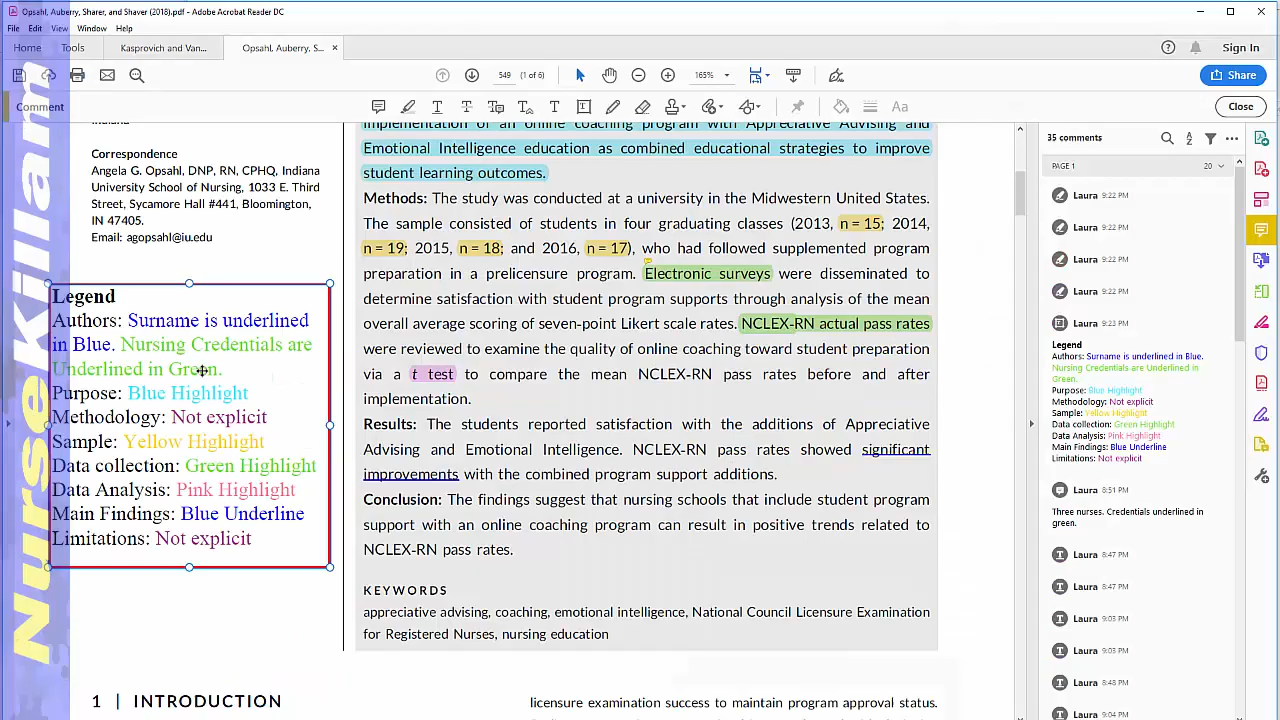 Opsahl, Auberry, Sharer, and Shaver (2018).pdf - Adobe Acrobat Reader DC
File Edit View Window Help
Home Tools Kasprovich and Van... Opsahl, Auberry, S... × Sign In
549 (1 of 6) 165% Share
Comment Aa Close
NurseKillam
Indiana
Correspondence
Angela G. Opsahl, DNP, RN, CPHQ, Indiana
University School of Nursing, 1033 E. Third
Street, Sycamore Hall #441, Bloomington,
IN 47405.
Email: agopsahl@iu.edu
Legend
Authors: Surname is underlined
in Blue. Nursing Credentials are
Underlined in Green.
Purpose: Blue Highlight
Methodology: Not explicit
Sample: Yellow Highlight
Data collection: Green Highlight
Data Analysis: Pink Highlight
Main Findings: Blue Underline
Limitations: Not explicit
implementation of an online coaching program with Appreciative Advising and
Emotional Intelligence education as combined educational strategies to improve
student learning outcomes.
Methods: The study was conducted at a university in the Midwestern United States.
The sample consisted of students in four graduating classes (2013, n = 15; 2014,
n = 19; 2015, n = 18; and 2016, n = 17), who had followed supplemented program
preparation in a prelicensure program. Electronic surveys were disseminated to
determine satisfaction with student program supports through analysis of the mean
overall average scoring of seven-point Likert scale rates. NCLEX-RN actual pass rates
were reviewed to examine the quality of online coaching toward student preparation
via a t test to compare the mean NCLEX-RN pass rates before and after
implementation.
Results: The students reported satisfaction with the additions of Appreciative
Advising and Emotional Intelligence. NCLEX-RN pass rates showed significant
improvements with the combined program support additions.
Conclusion: The findings suggest that nursing schools that include student program
support with an online coaching program can result in positive trends related to
NCLEX-RN pass rates.
KEYWORDS
appreciative advising, coaching, emotional intelligence, National Council Licensure Examination
for Registered Nurses, nursing education
1 | INTRODUCTION
licensure examination success to maintain program approval status.
35 comments
PAGE 1 20
Laura 9:22 PM
Laura 9:22 PM
Laura 9:22 PM
Laura 9:22 PM
Laura 9:23 PM
Legend
Authors: Surname is underlined in Blue.
Nursing Credentials are Underlined in
Green.
Purpose: Blue Highlight
Methodology: Not explicit
Sample: Yellow Highlight
Data collection: Green Highlight
Data Analysis: Pink Highlight
Main Findings: Blue Underline
Limitations: Not explicit
Laura 8:51 PM
Three nurses. Credentials underlined in
green.
Laura 8:47 PM
Laura 8:47 PM
Laura 9:03 PM
Laura 9:03 PM
Laura 8:48 PM
Laura 9:04 PM